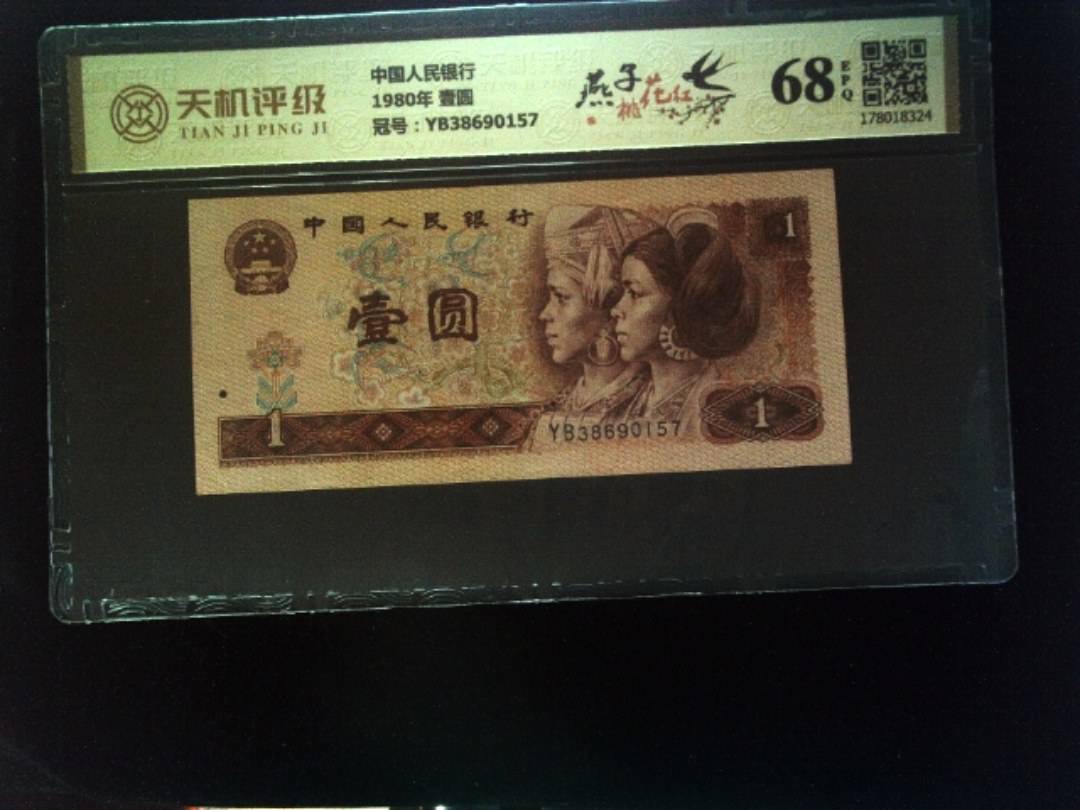 天机评级
TIAN JI PING JI
中国人民银行
1980年 壹圆
冠号：YB38690157
燕子
桃花红
68
EPQ
178018324
中国人民银行
1
壹圆
1
YB38690157
1